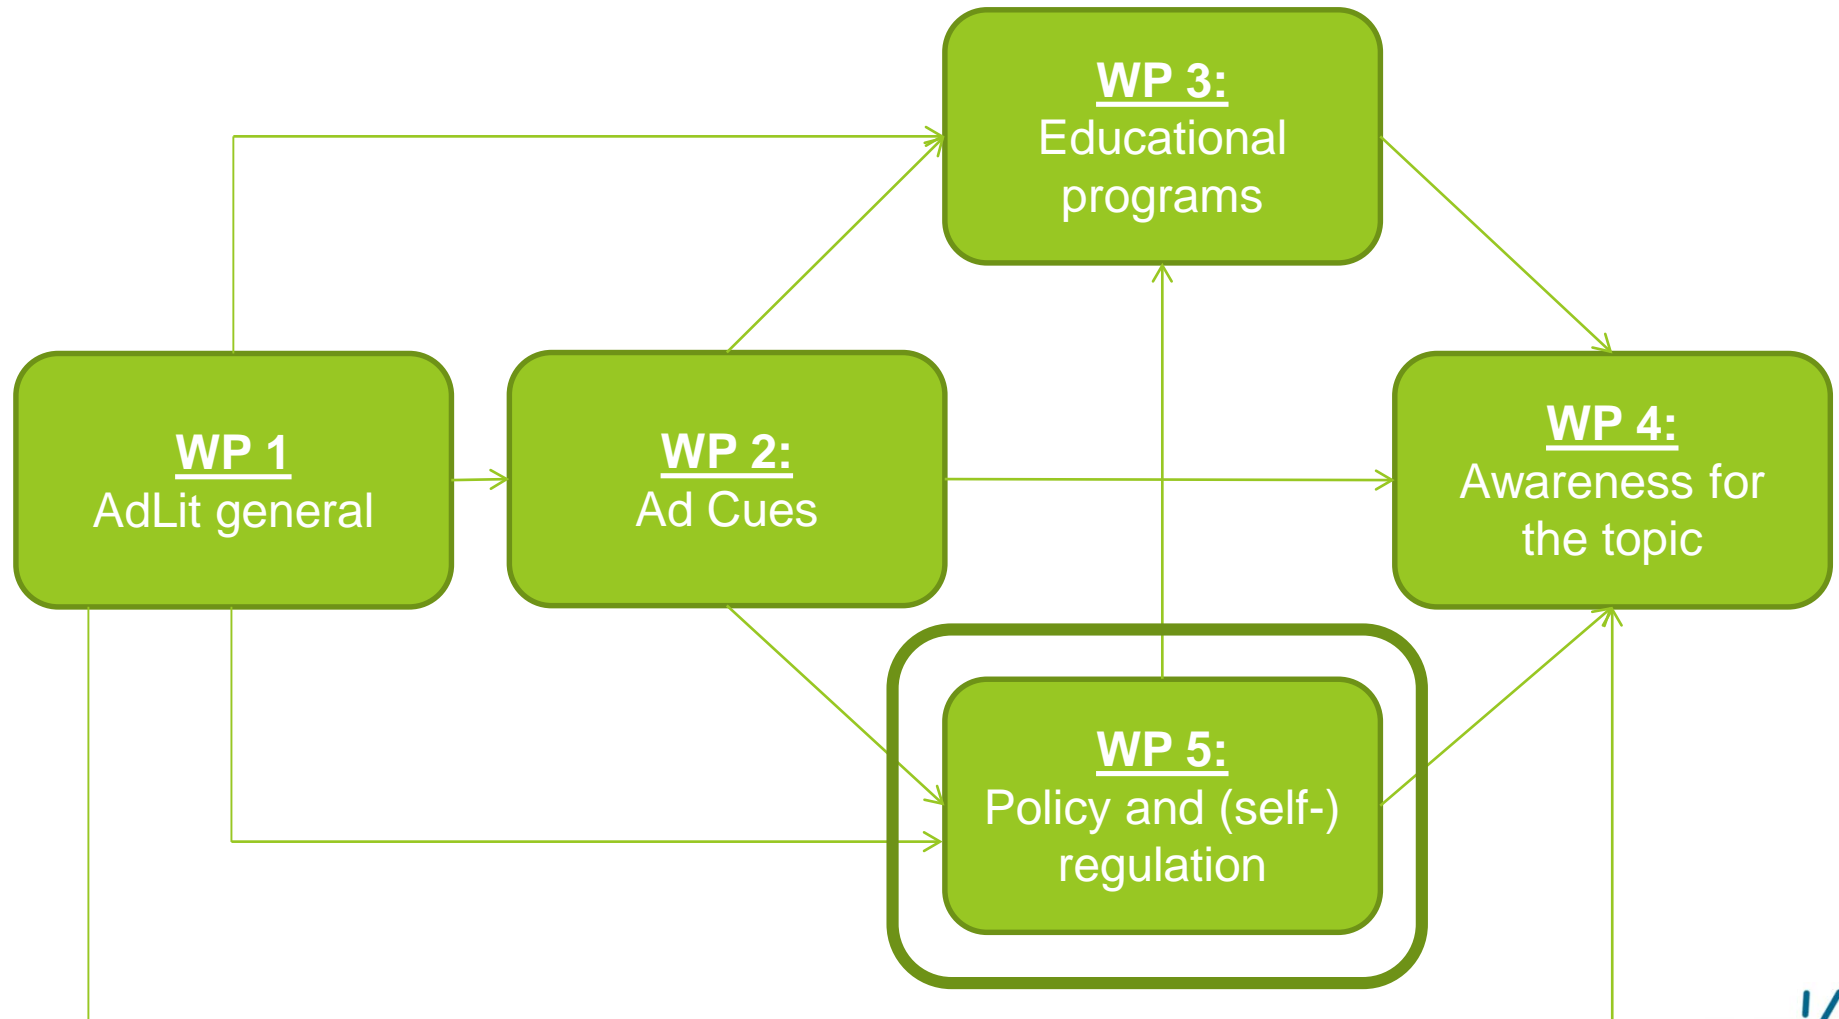 WP 3:
Educational
programs
WP 1
AdLit general
WP 2:
Ad Cues
WP 4:
Awareness for
the topic
WP 5:
Policy and (self-)
regulation